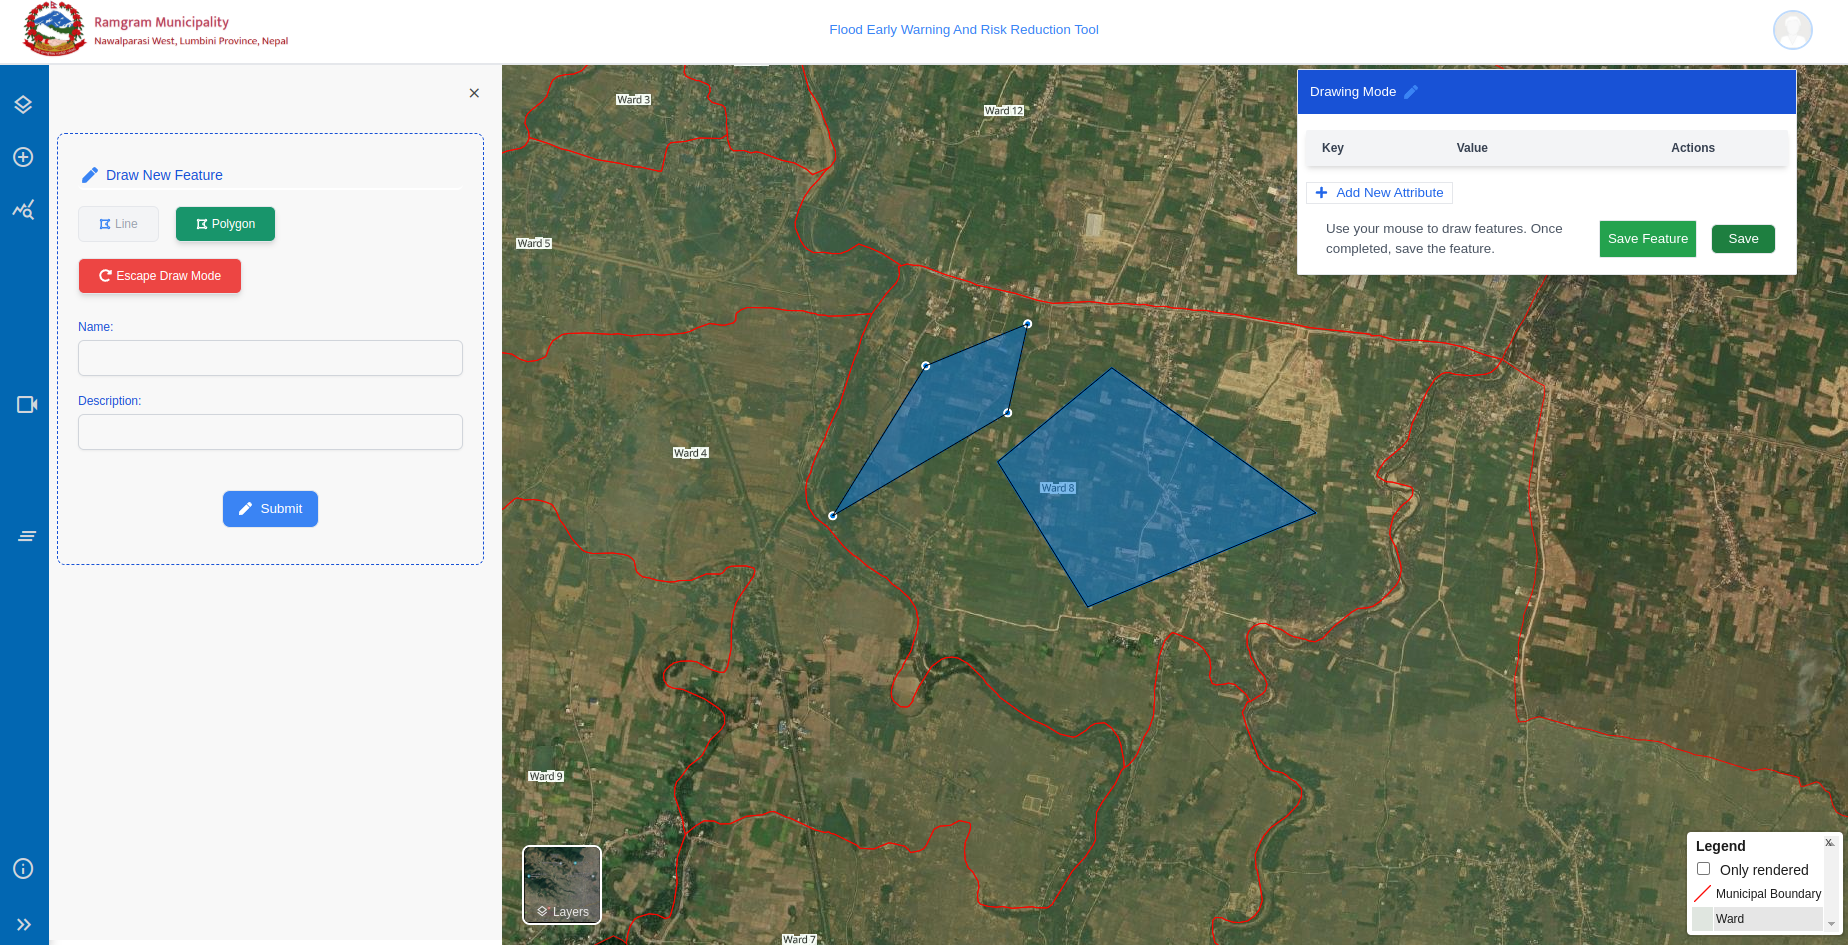 Ramgram Municipality
Nawalparasi West, Lumbini Province, Nepal
Flood Early Warning And Risk Reduction Tool
Draw New Feature
Line
Polygon
Escape Draw Mode
Name:
Description:
Submit
Ward 3
Ward 12
Ward 5
Ward 4
Ward 8
Ward 9
Ward 7
Layers
Drawing Mode
Key Value Actions
Add New Attribute
Use your mouse to draw features. Once
completed, save the feature.
Save Feature
Save
Legend
x
Only rendered
Municipal Boundary
Ward